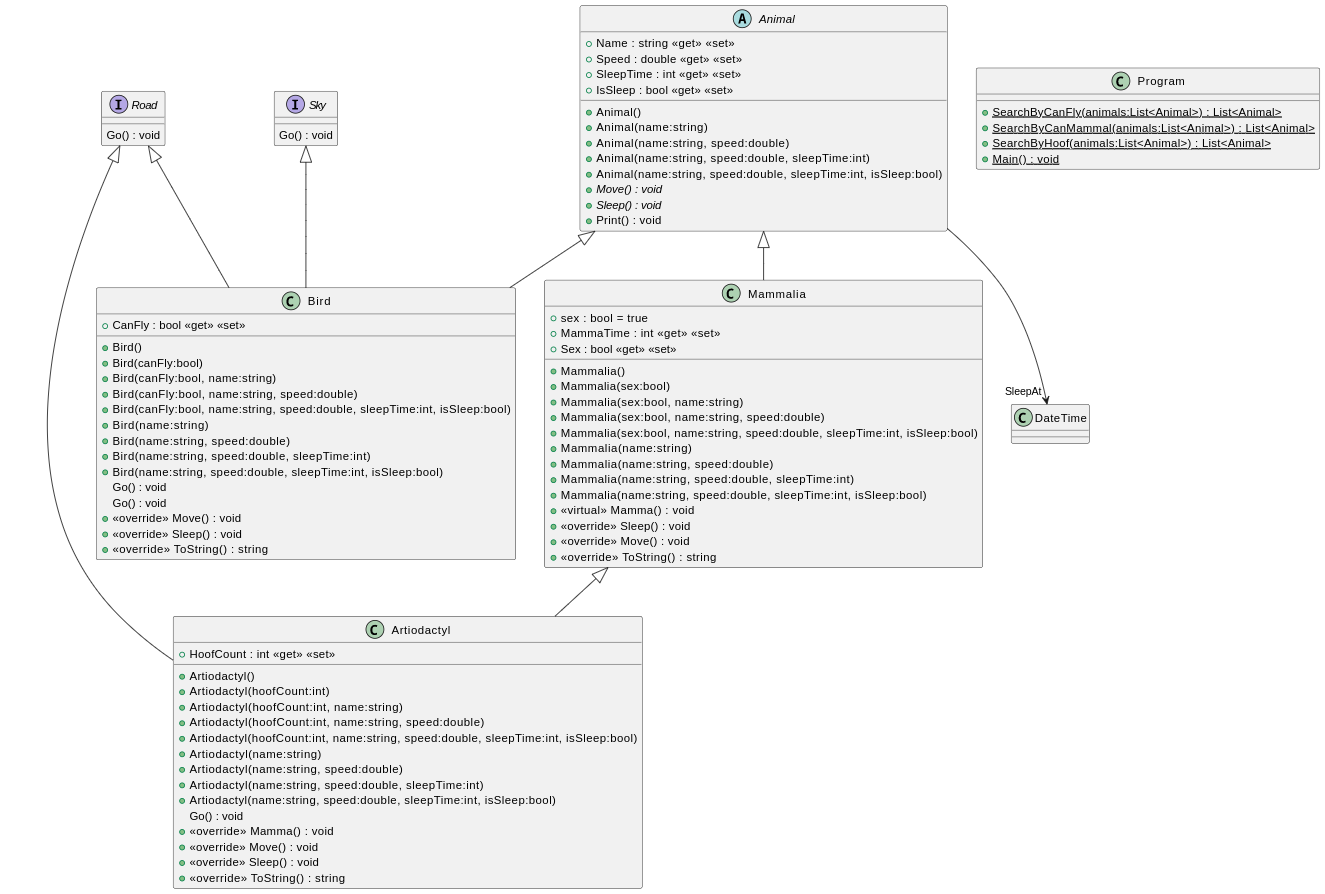 A Animal
Name : string «get» «set»
Speed : double «get» «set»
SleepTime : int «get» «set»
IsSleep : bool «get» «set»
Animal()
Animal(name:string)
Animal(name:string, speed:double)
Animal(name:string, speed:double, sleepTime:int)
Animal(name:string, speed:double, sleepTime:int, isSleep:bool)
Move() : void
Sleep() : void
Print() : void
C Program
SearchByCanFly(animals:List<Animal>) : List<Animal>
SearchByCanMammal(animals:List<Animal>) : List<Animal>
SearchByHoof(animals:List<Animal>) : List<Animal>
Main() : void
I Road
Go() : void
I Sky
Go() : void
C Bird
CanFly : bool «get» «set»
Bird()
Bird(canFly:bool)
Bird(canFly:bool, name:string)
Bird(canFly:bool, name:string, speed:double)
Bird(canFly:bool, name:string, speed:double, sleepTime:int, isSleep:bool)
Bird(name:string)
Bird(name:string, speed:double)
Bird(name:string, speed:double, sleepTime:int)
Bird(name:string, speed:double, sleepTime:int, isSleep:bool)
Go() : void
Go() : void
«override» Move() : void
«override» Sleep() : void
«override» ToString() : string
C Mammalia
sex : bool = true
MammaTime : int «get» «set»
Sex : bool «get» «set»
Mammalia()
Mammalia(sex:bool)
Mammalia(sex:bool, name:string)
Mammalia(sex:bool, name:string, speed:double)
Mammalia(sex:bool, name:string, speed:double, sleepTime:int, isSleep:bool)
Mammalia(name:string)
Mammalia(name:string, speed:double)
Mammalia(name:string, speed:double, sleepTime:int)
Mammalia(name:string, speed:double, sleepTime:int, isSleep:bool)
«virtual» Mamma() : void
«override» Sleep() : void
«override» Move() : void
«override» ToString() : string
SleepAt
C DateTime
C Artiodactyl
HoofCount : int «get» «set»
Artiodactyl()
Artiodactyl(hoofCount:int)
Artiodactyl(hoofCount:int, name:string)
Artiodactyl(hoofCount:int, name:string, speed:double)
Artiodactyl(hoofCount:int, name:string, speed:double, sleepTime:int, isSleep:bool)
Artiodactyl(name:string)
Artiodactyl(name:string, speed:double)
Artiodactyl(name:string, speed:double, sleepTime:int)
Artiodactyl(name:string, speed:double, sleepTime:int, isSleep:bool)
Go() : void
«override» Mamma() : void
«override» Move() : void
«override» Sleep() : void
«override» ToString() : string